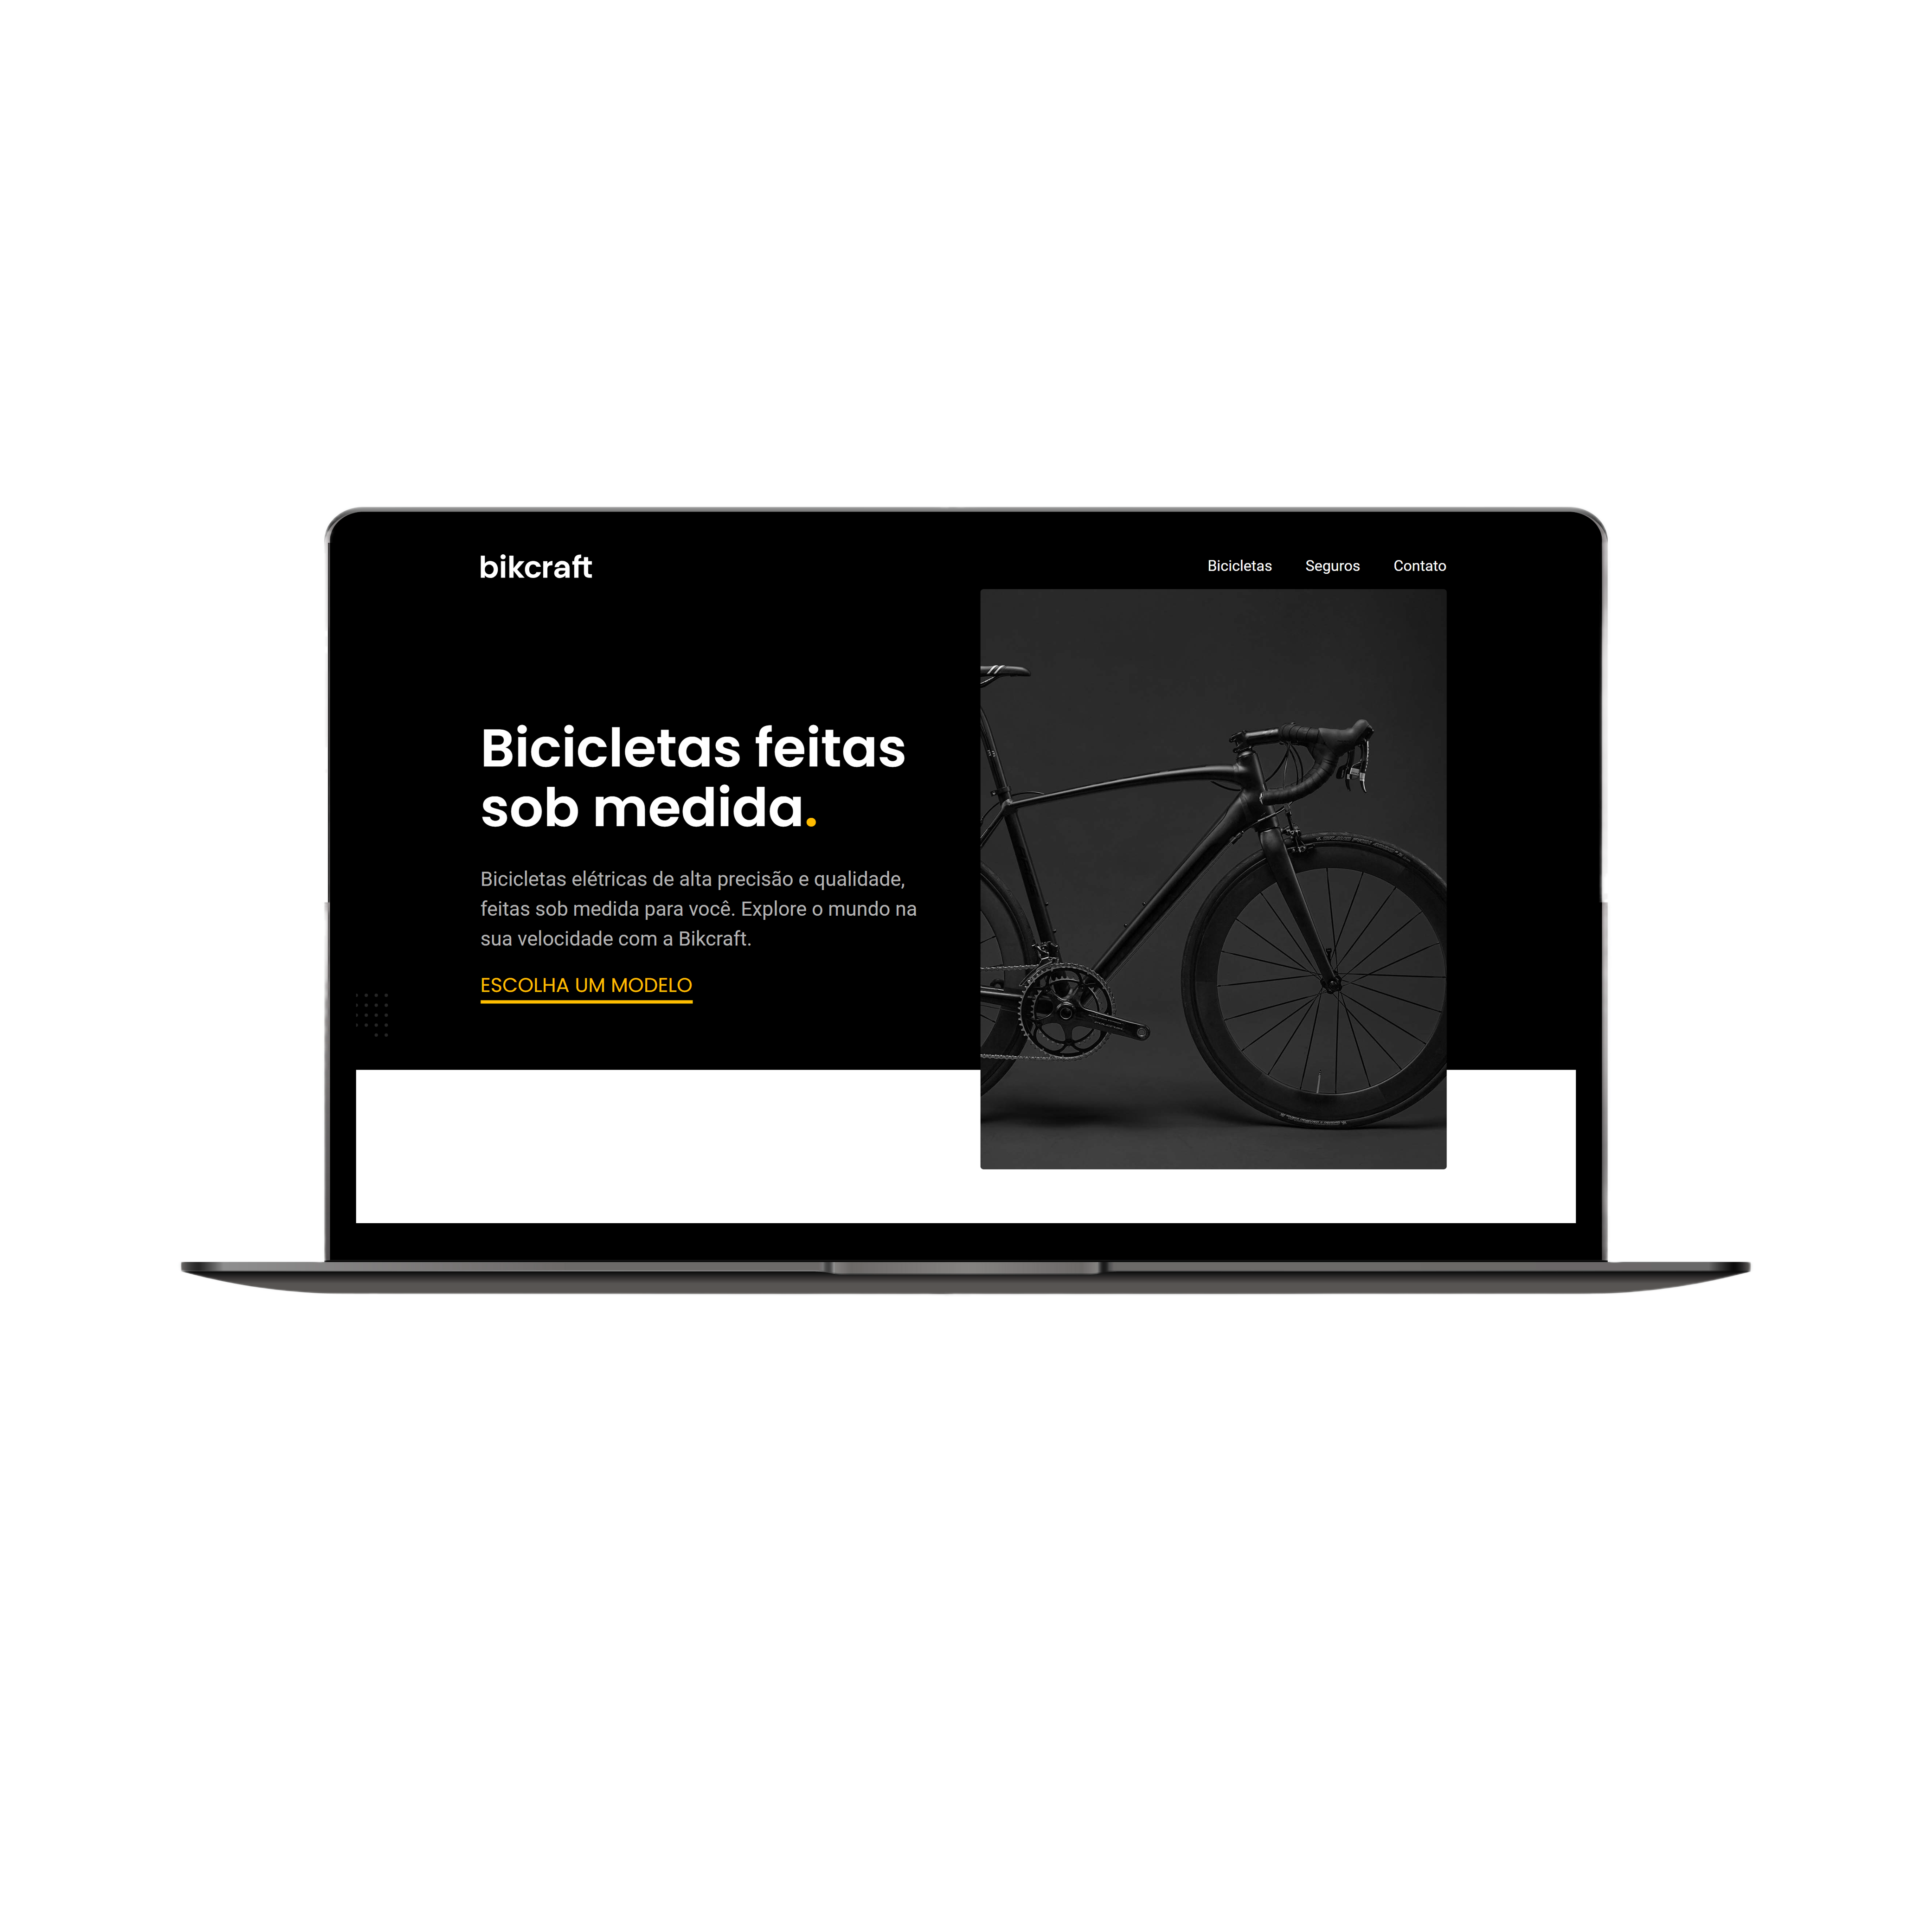 bikcraft
Bicicletas Seguros Contato
Bicicletas feitas
sob medida.
Bicicletas elétricas de alta precisão e qualidade,
feitas sob medida para você. Explore o mundo na
sua velocidade com a Bikcraft.
ESCOLHA UM MODELO